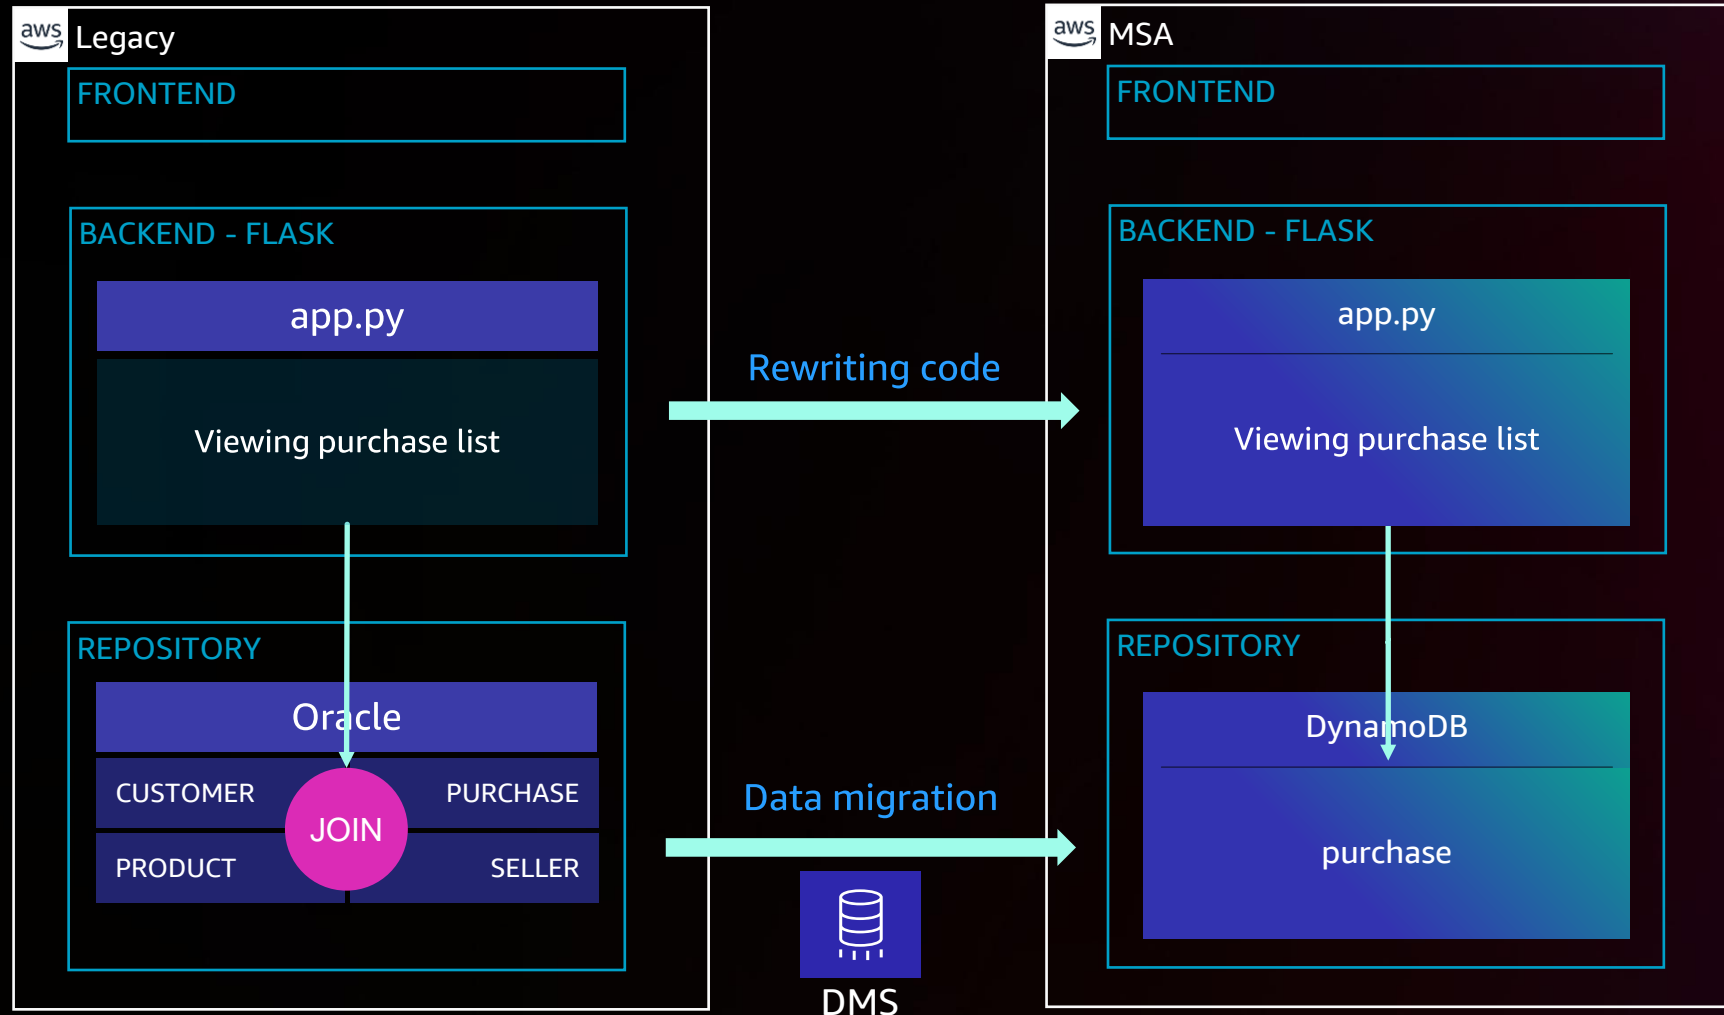 aws
Legacy
FRONTEND
BACKEND - FLASK
app.py
Viewing purchase list
REPOSITORY
Oracle
CUSTOMER
PURCHASE
JOIN
PRODUCT
SELLER
Rewriting code
Data migration
DMS
aws
MSA
FRONTEND
BACKEND - FLASK
app.py
Viewing purchase list
REPOSITORY
DynamoDB
purchase